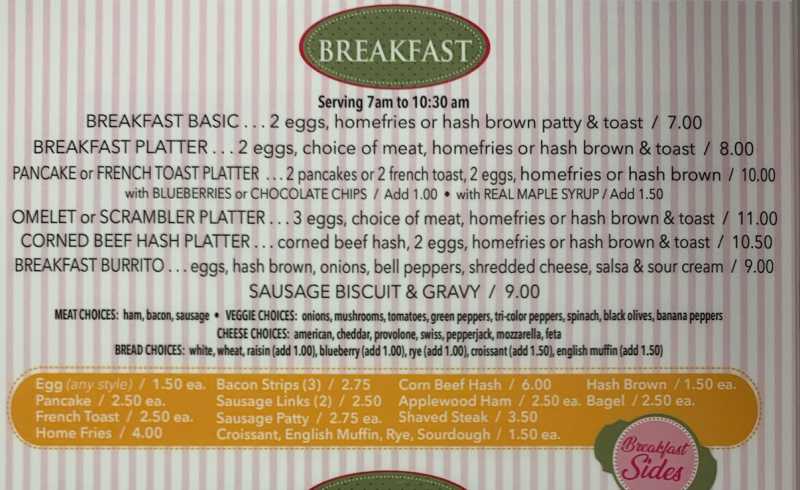 BREAKFAST
Serving 7am to 10:30 am
BREAKFAST BASIC . . . 2 eggs, homefries or hash brown patty & toast / 7.00
BREAKFAST PLATTER . . . 2 eggs, choice of meat, homefries or hash brown & toast / 8.00
PANCAKE or FRENCH TOAST PLATTER . . . 2 pancakes or 2 french toast, 2 eggs, homefries or hash brown / 10.00
with BLUEBERRIES or CHOCOLATE CHIPS / Add 1.00 • with REAL MAPLE SYRUP / Add 1.50
OMELET or SCRAMBLER PLATTER . . . 3 eggs, choice of meat, homefries or hash brown & toast / 11.00
CORNED BEEF HASH PLATTER . . . corned beef hash, 2 eggs, homefries or hash brown & toast / 10.50
BREAKFAST BURRITO . . . eggs, hash brown, onions, bell peppers, shredded cheese, salsa & sour cream / 9.00
SAUSAGE BISCUIT & GRAVY / 9.00
MEAT CHOICES: ham, bacon, sausage • VEGGIE CHOICES: onions, mushrooms, tomatoes, green peppers, tri-color peppers, spinach, black olives, banana peppers
CHEESE CHOICES: american, cheddar, provolone, swiss, pepperjack, mozzarella, feta
BREAD CHOICES: white, wheat, raisin (add 1.00), blueberry (add 1.00), rye (add 1.00), croissant (add 1.50), english muffin (add 1.50)
Egg (any style) / 1.50 ea. Bacon Strips (3) / 2.75 Corn Beef Hash / 6.00 Hash Brown / 1.50 ea.
Pancake / 2.50 ea. Sausage Links (2) / 2.50 Applewood Ham / 2.50 ea. Bagel / 2.50 ea.
French Toast / 2.50 ea. Sausage Patty / 2.75 ea. Shaved Steak / 3.50
Home Fries / 4.00 Croissant, English Muffin, Rye, Sourdough / 1.50 ea.
Breakfast
Sides